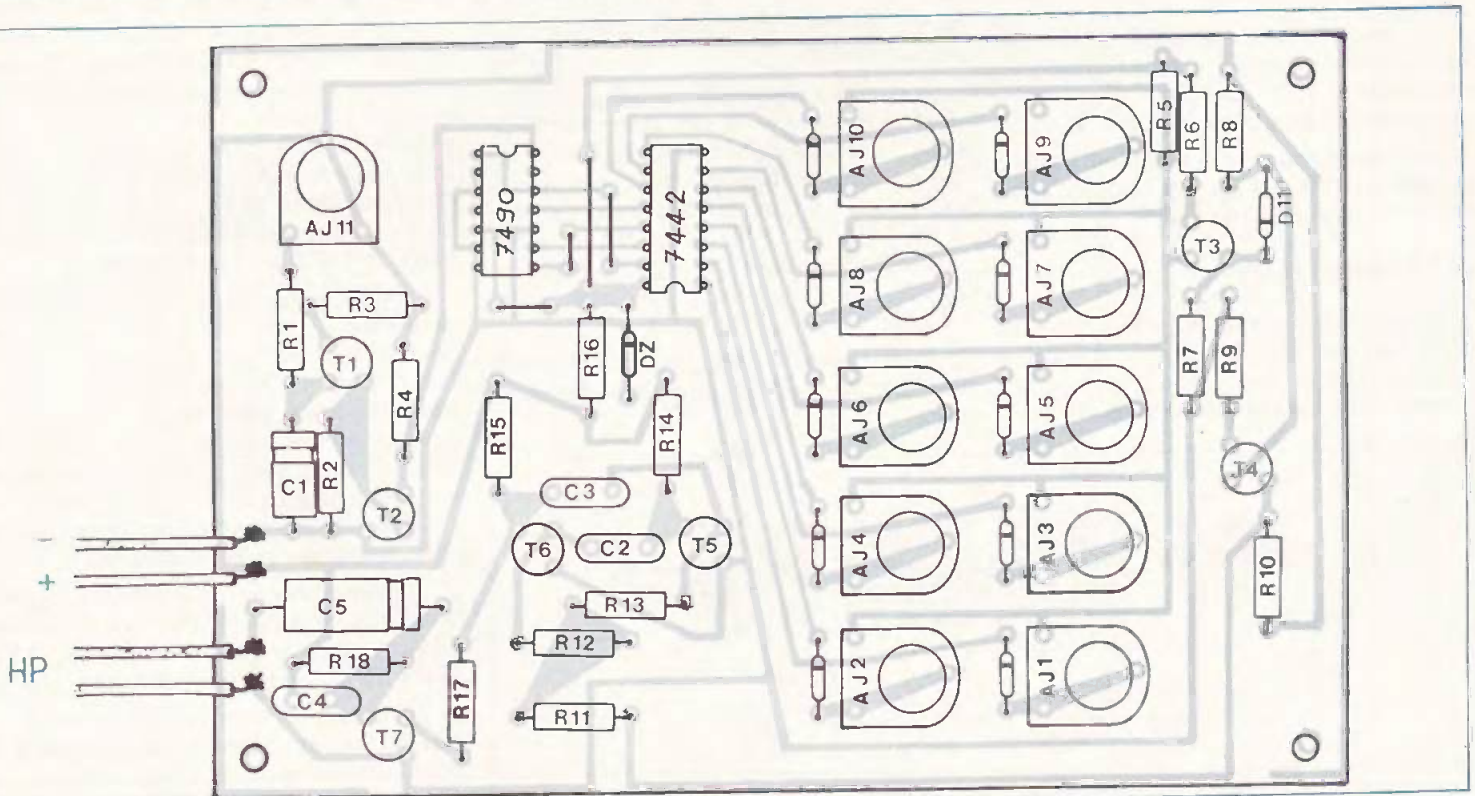 AJ11
7490
7442
AJ10
AJ9
R5
R6
R8
D11
T3
R1
R3
T1
R4
R16
DZ
R15
R14
AJ8
AJ7
R7
R9
AJ6
AJ5
T4
C1
R2
T2
C3
T6
C2
T5
AJ4
AJ3
R10
-
+
C5
R13
R12
HP
R18
C4
T7
R17
R11
AJ2
AJ1